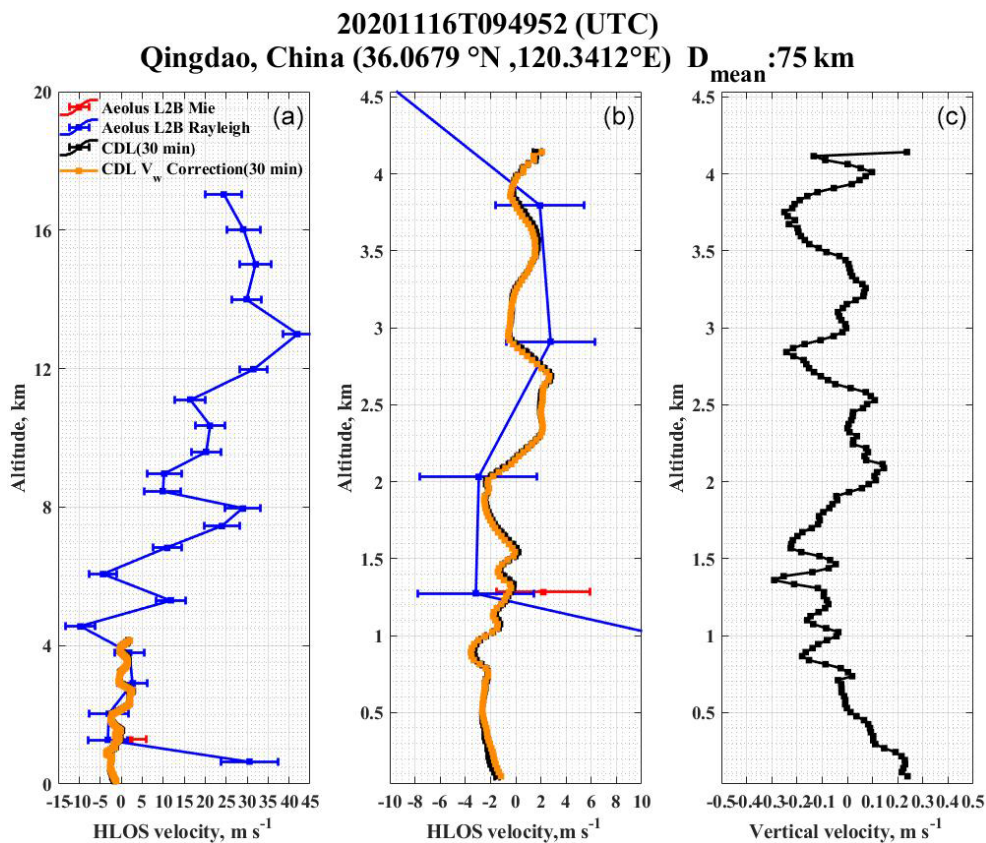 20201116T094952 (UTC)
Qingdao, China (36.0679 °N ,120.3412°E) D_mean:75 km
(a)
Aeolus L2B Mie
Aeolus L2B Rayleigh
CDL(30 min)
CDL V_w Correction(30 min)
20
16
12
8
4
0
Altitude, km
-15-10-5 0 5 10 15 20 25 30 35 40 45
HLOS velocity, m s⁻¹
(b)
4.5
4
3.5
3
2.5
2
1.5
1
0.5
Altitude, km
-10 -8 -6 -4 -2 0 2 4 6 8 10
HLOS velocity,m s⁻¹
(c)
4.5
4
3.5
3
2.5
2
1.5
1
0.5
Altitude, km
-0.5-0.4-0.3-0.2-0.1 0 0.1 0.2 0.3 0.4 0.5
Vertical velocity, m s⁻¹